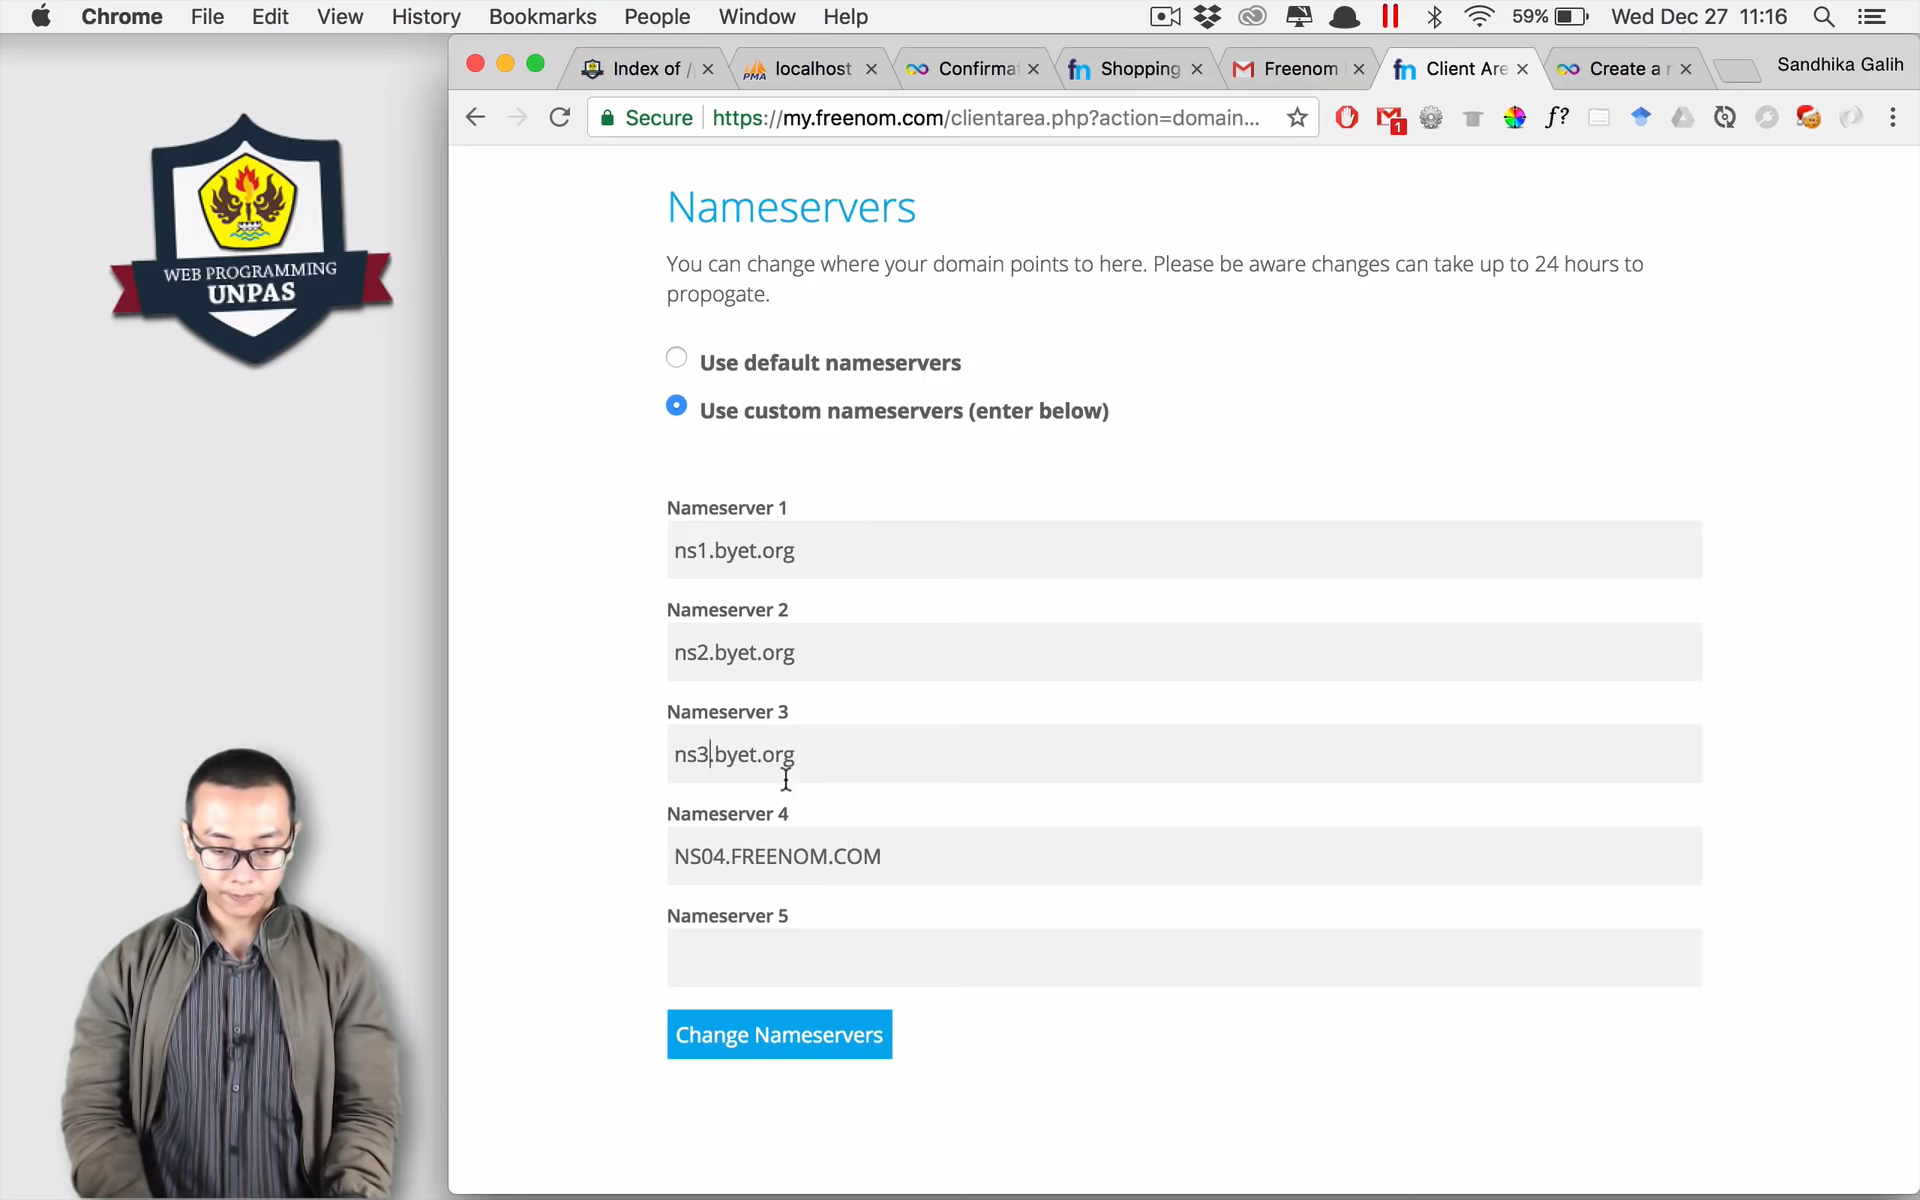 Chrome File Edit View History Bookmarks People Window Help 59% Wed Dec 27 11:16
Index of / localhost Confirma Shopping Freenom Client Are Create a Sandhika Galih
Secure https://my.freenom.com/clientarea.php?action=domain... 1 f?
WEB PROGRAMMING
UNPAS
Nameservers
You can change where your domain points to here. Please be aware changes can take up to 24 hours to
propogate.
Use default nameservers
Use custom nameservers (enter below)
Nameserver 1
ns1.byet.org
Nameserver 2
ns2.byet.org
Nameserver 3
ns3.byet.org
Nameserver 4
NS04.FREENOM.COM
Nameserver 5
Change Nameservers